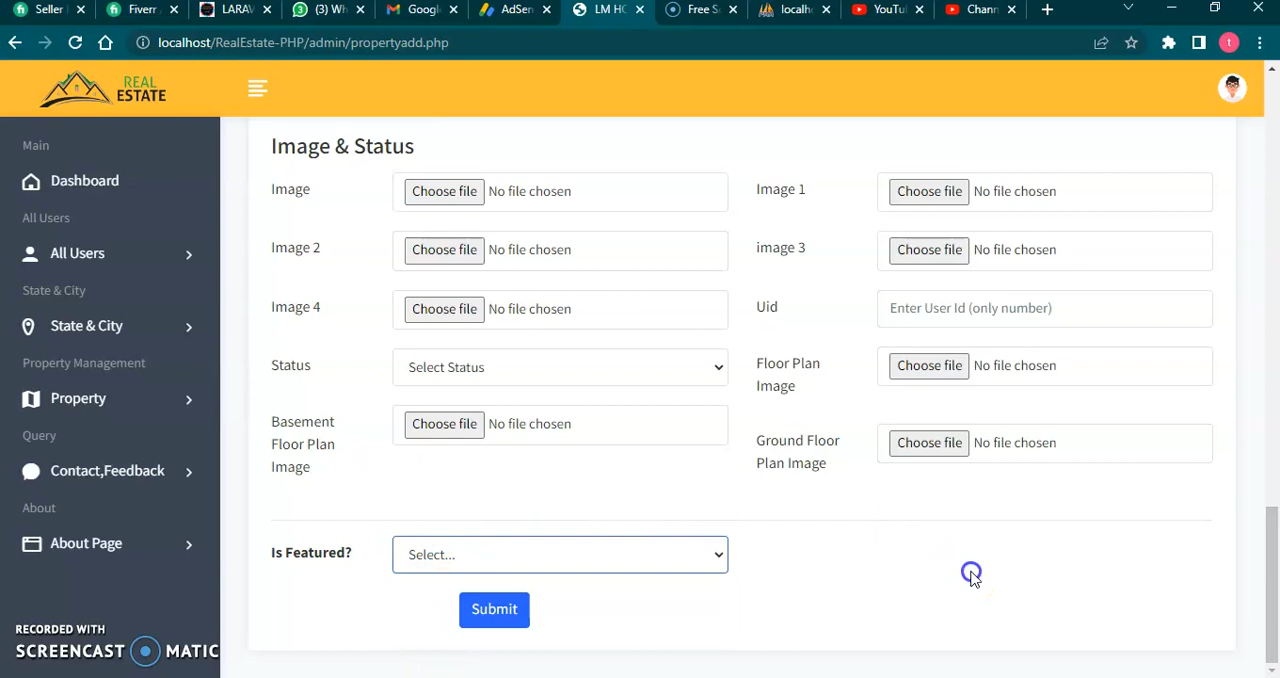 Seller
Fiverr
LARAV
(3) Wh
Googl
AdSen
LM HO
Free S
localh
YouTu
Chann
localhost/RealEstate-PHP/admin/propertyadd.php
t
REAL
ESTATE
Main
Dashboard
All Users
All Users
State & City
State & City
Property Management
Property
Query
Contact,Feedback
About
About Page
RECORDED WITH
SCREENCAST MATIC
Image & Status
Image Choose file No file chosen Image 1 Choose file No file chosen
Image 2 Choose file No file chosen image 3 Choose file No file chosen
Image 4 Choose file No file chosen Uid Enter User Id (only number)
Status Select Status Floor Plan Choose file No file chosen
Image
Basement Choose file No file chosen
Floor Plan
Image
Ground Floor Choose file No file chosen
Plan Image
Is Featured? Select...
Submit